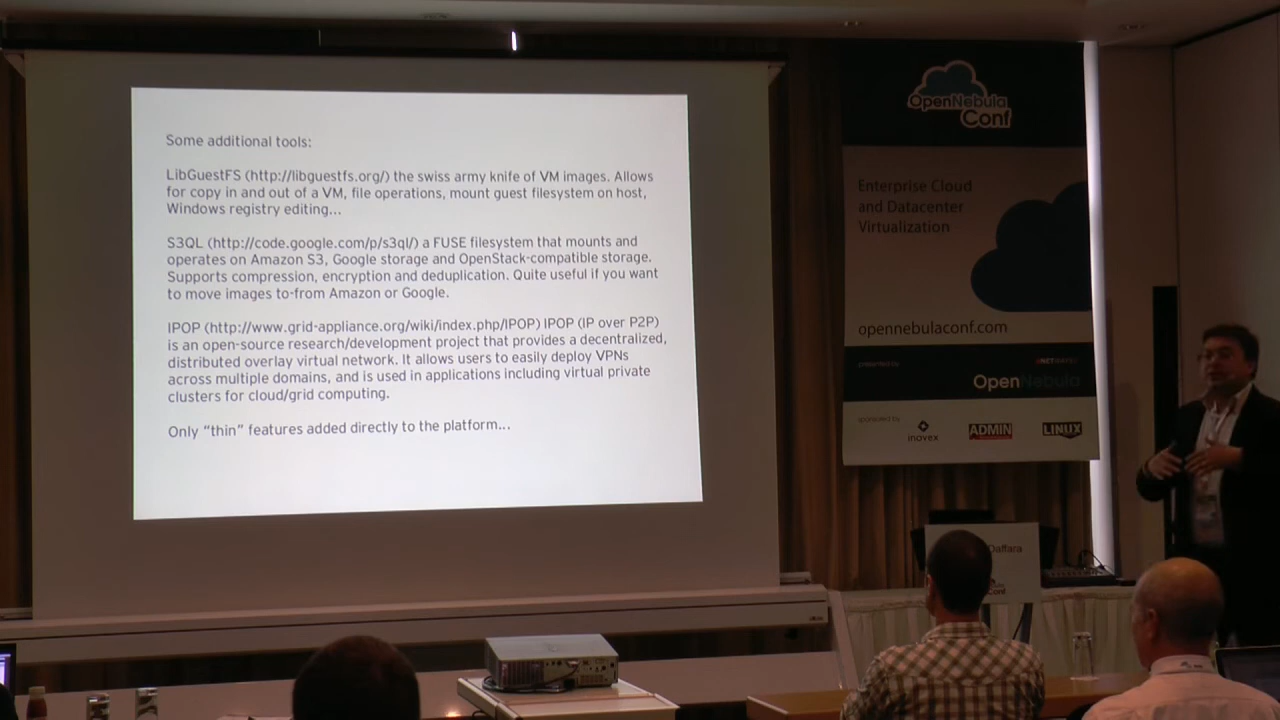 Some additional tools:
LibGuestFS (http://libguestfs.org/) the swiss army knife of VM images. Allows
for copy in and out of a VM, file operations, mount guest filesystem on host,
Windows registry editing...
S3QL (http://code.google.com/p/s3ql/) a FUSE filesystem that mounts and
operates on Amazon S3, Google storage and OpenStack-compatible storage.
Supports compression, encryption and deduplication. Quite useful if you want
to move images to-from Amazon or Google.
IPOP (http://www.grid-appliance.org/wiki/index.php/IPOP) IPOP (IP over P2P)
is an open-source research/development project that provides a decentralized,
distributed overlay virtual network. It allows users to easily deploy VPNs
across multiple domains, and is used in applications including virtual private
clusters for cloud/grid computing.
Only “thin” features added directly to the platform...
OpenNebula
Conf
Enterprise Cloud
and Datacenter
Virtualization
opennebulaconf.com
presented by
NETWAYS
OpenNebula
sponsored by
inovex
ADMIN
LINUX
Daffara
Conf